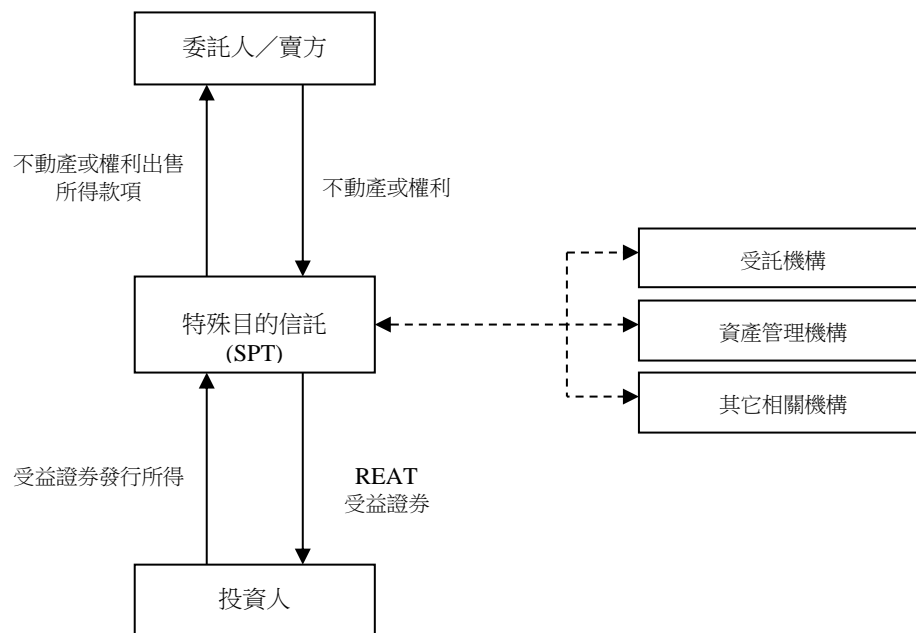 委託人／賣方
不動產或權利出售
所得款項
不動產或權利
受託機構
特殊目的信託
(SPT)
資產管理機構
其它相關機構
受益證券發行所得
REAT
受益證券
投資人